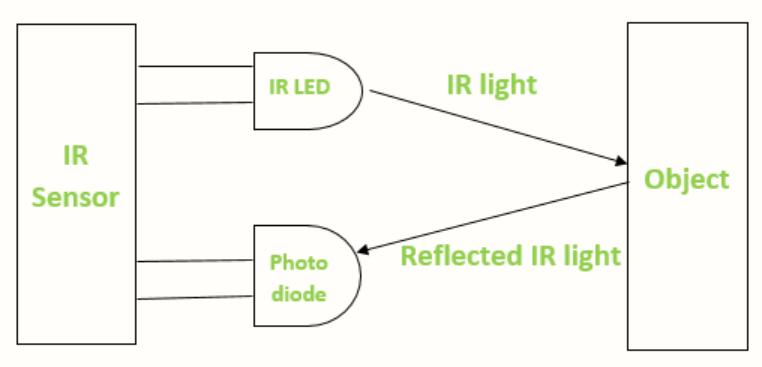 IR LED
IR light
IR
Sensor
Object
Photo
diode
Reflected IR light